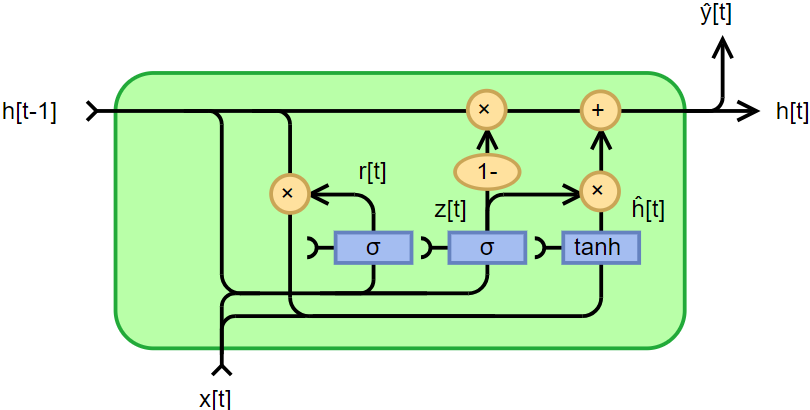 ŷ[t]
h[t-1]
×
+
h[t]
1-
r[t]
×
z[t]
×
ĥ[t]
σ
σ
tanh
x[t]